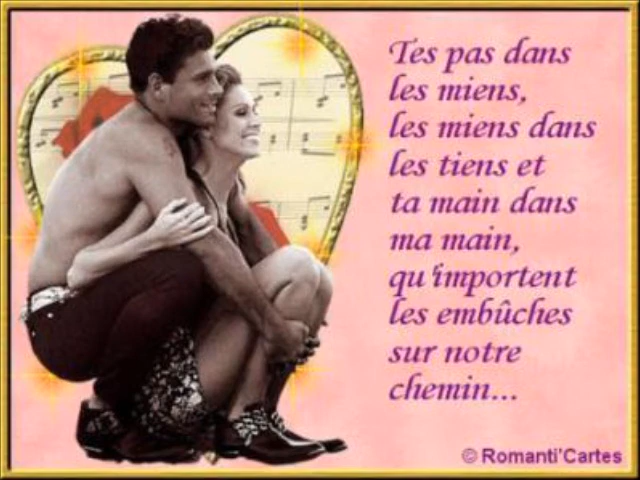 Tes pas dans
les miens,
les miens dans
les tiens et
ta main dans
ma main,
qu'importent
les embûches
sur notre
chemin...
© Romanti'Cartes